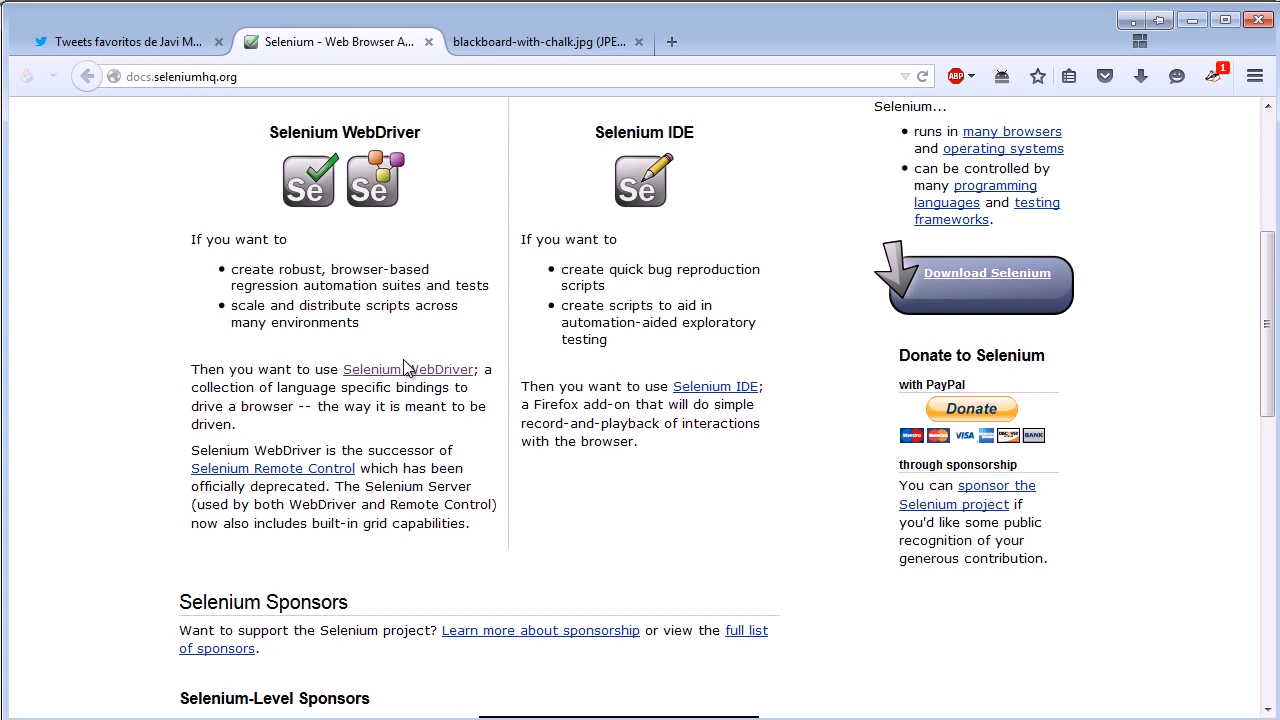 Tweets favoritos de Javi M...
Selenium - Web Browser A...
blackboard-with-chalk.jpg (JPE...
docs.seleniumhq.org
ABP
1
Selenium WebDriver
Se
Se
If you want to
• create robust, browser-based
regression automation suites and tests
• scale and distribute scripts across
many environments
Then you want to use Selenium WebDriver; a
collection of language specific bindings to
drive a browser -- the way it is meant to be
driven.
Selenium WebDriver is the successor of
Selenium Remote Control which has been
officially deprecated. The Selenium Server
(used by both WebDriver and Remote Control)
now also includes built-in grid capabilities.
Selenium IDE
Se
If you want to
• create quick bug reproduction
scripts
• create scripts to aid in
automation-aided exploratory
testing
Then you want to use Selenium IDE;
a Firefox add-on that will do simple
record-and-playback of interactions
with the browser.
Selenium Sponsors
Want to support the Selenium project? Learn more about sponsorship or view the full list
of sponsors.
Selenium-Level Sponsors
Selenium...
• runs in many browsers
and operating systems
• can be controlled by
many programming
languages and testing
frameworks.
Download Selenium
Donate to Selenium
with PayPal
Donate
VISA
BANK
through sponsorship
You can sponsor the
Selenium project if
you'd like some public
recognition of your
generous contribution.